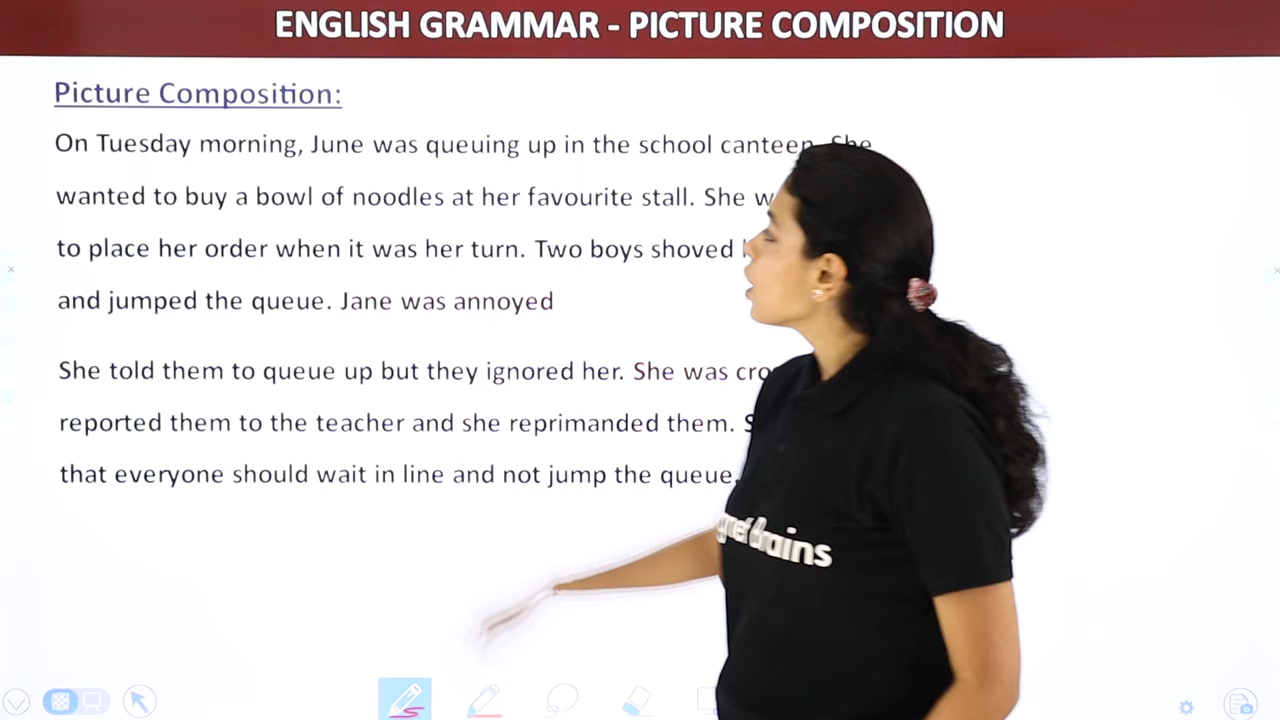 ENGLISH GRAMMAR - PICTURE COMPOSITION
Picture Composition:
On Tuesday morning, June was queuing up in the school canteen. She
wanted to buy a bowl of noodles at her favourite stall. She
to place her order when it was her turn. Two boys shoved
and jumped the queue. Jane was annoyed
She told them to queue up but they ignored her. She was
reported them to the teacher and she reprimanded them.
that everyone should wait in line and not jump the queue.